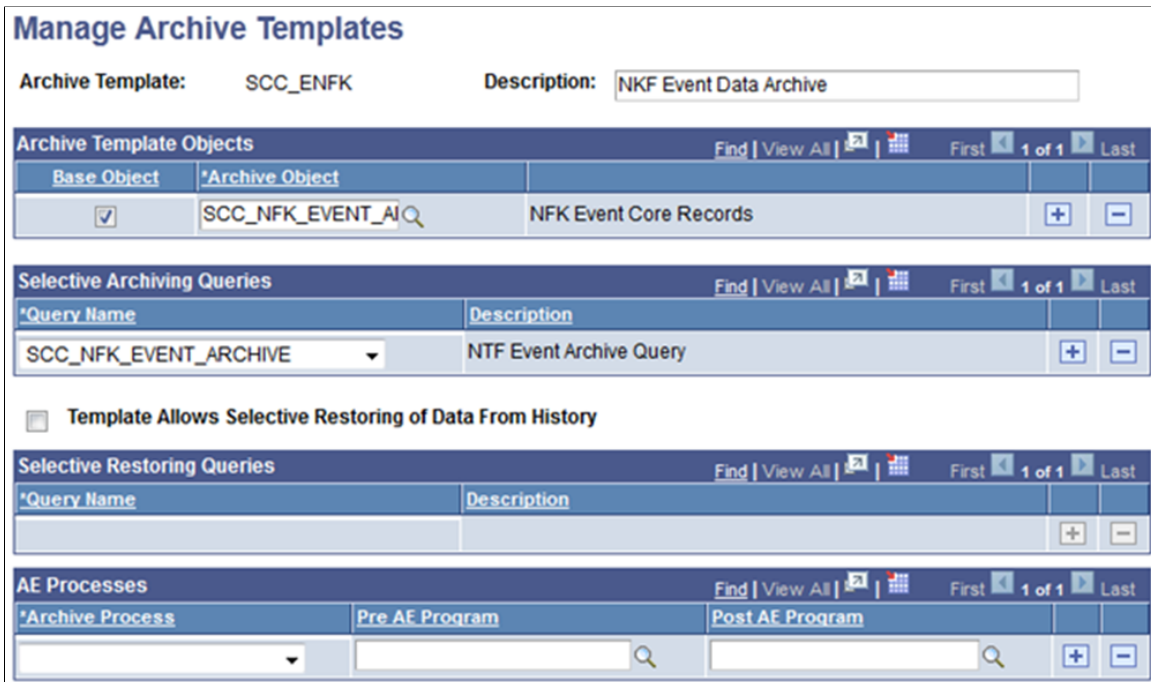 Manage Archive Templates
Archive Template: SCC_ENFK Description: NKF Event Data Archive
Archive Template Objects Find | View All | | First 1 of 1 Last
Base Object *Archive Object
SCC_NFK_EVENT_A NFK Event Core Records
Selective Archiving Queries Find | View All | | First 1 of 1 Last
*Query Name Description
SCC_NFK_EVENT_ARCHIVE NTF Event Archive Query
Template Allows Selective Restoring of Data From History
Selective Restoring Queries Find | View All | | First 1 of 1 Last
*Query Name Description
AE Processes Find | View All | | First 1 of 1 Last
*Archive Process Pre AE Program Post AE Program